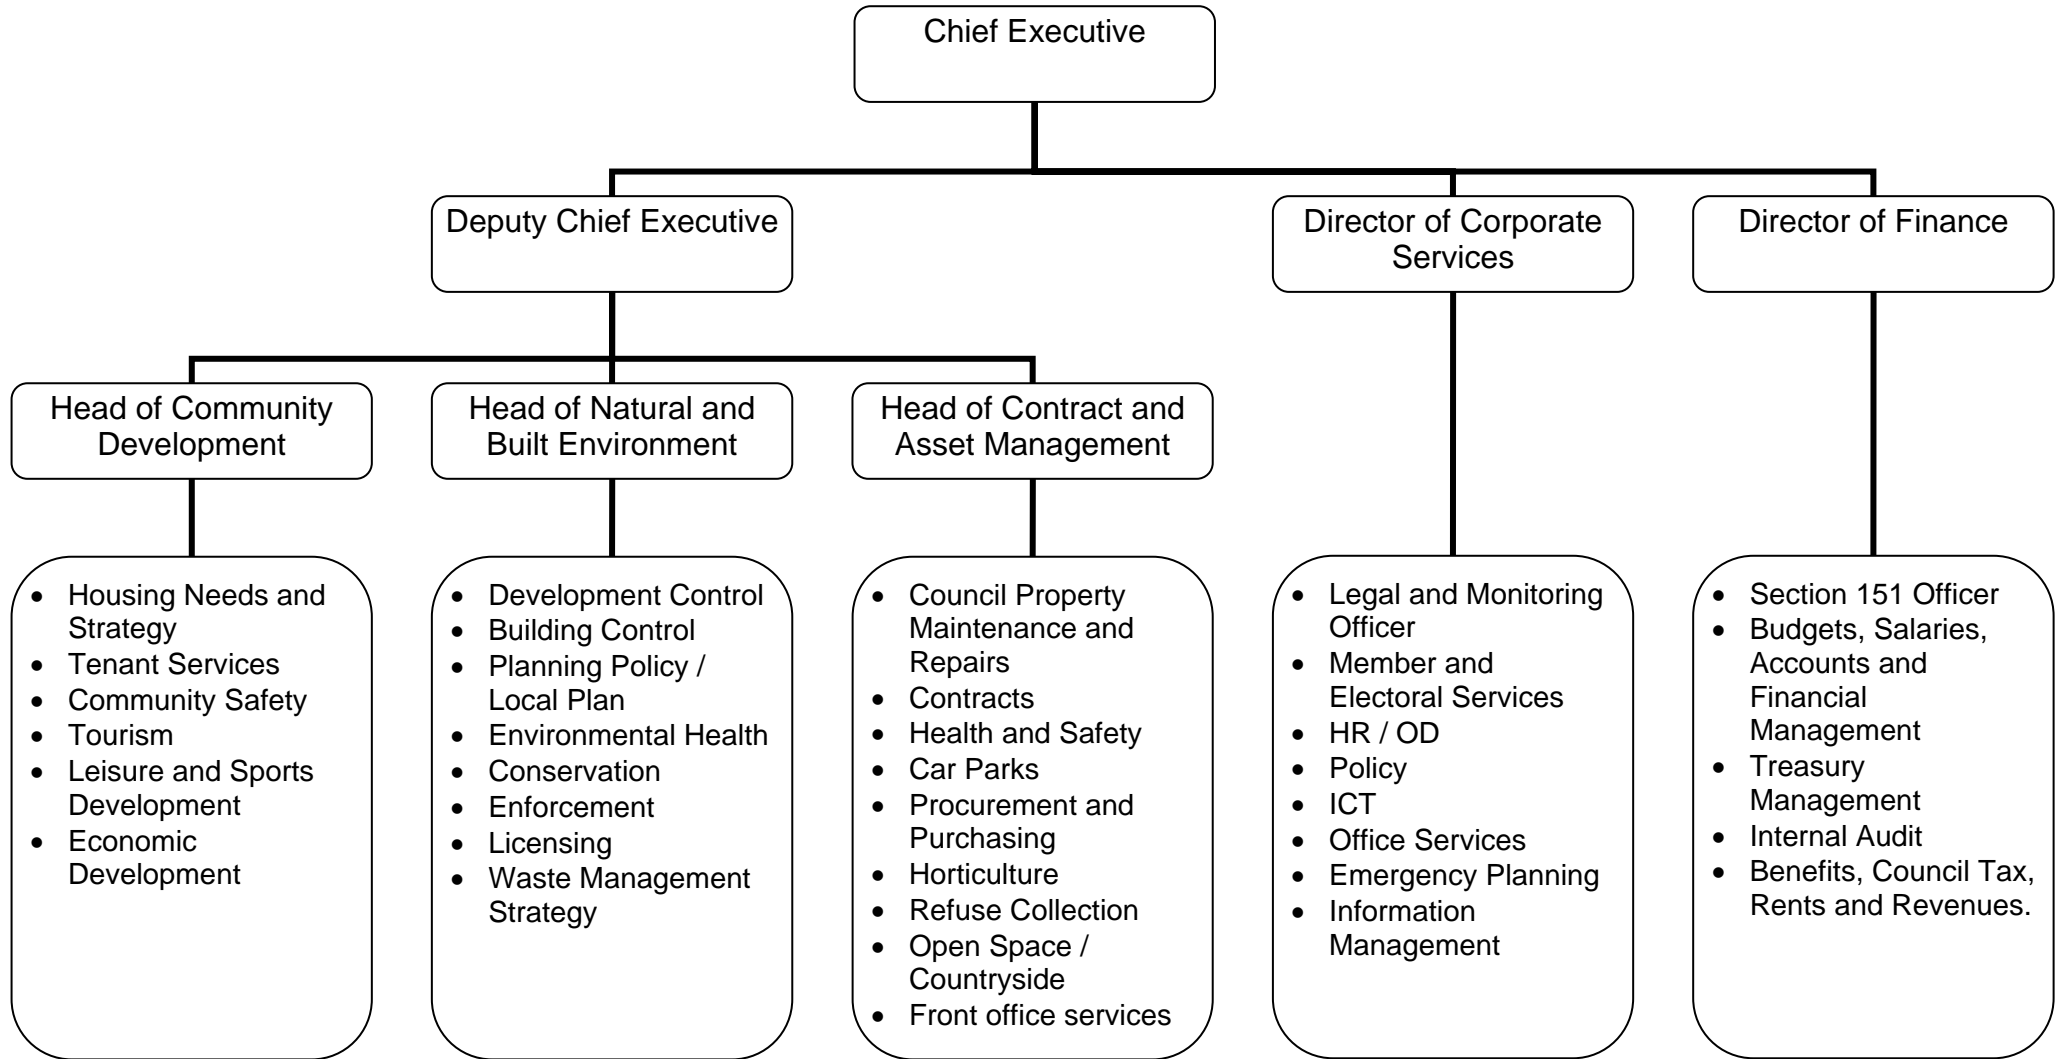 Chief Executive
Deputy Chief Executive
Director of Corporate
Services
Director of Finance
Head of Community
Development
Head of Natural and
Built Environment
Head of Contract and
Asset Management
• Housing Needs and
Strategy
• Tenant Services
• Community Safety
• Tourism
• Leisure and Sports
Development
• Economic
Development
• Development Control
• Building Control
• Planning Policy /
Local Plan
• Environmental Health
• Conservation
• Enforcement
• Licensing
• Waste Management
Strategy
• Council Property
Maintenance and
Repairs
• Contracts
• Health and Safety
• Car Parks
• Procurement and
Purchasing
• Horticulture
• Refuse Collection
• Open Space /
Countryside
• Front office services
• Legal and Monitoring
Officer
• Member and
Electoral Services
• HR / OD
• Policy
• ICT
• Office Services
• Emergency Planning
• Information
Management
• Section 151 Officer
• Budgets, Salaries,
Accounts and
Financial
Management
• Treasury
Management
• Internal Audit
• Benefits, Council Tax,
Rents and Revenues.